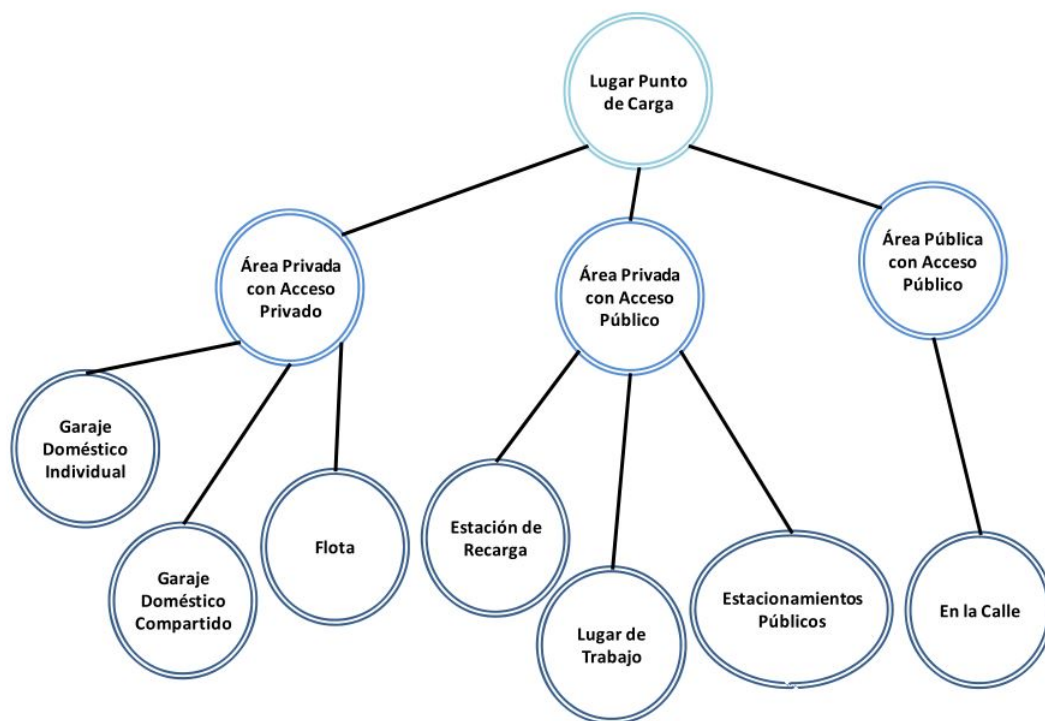 Lugar Punto
de Carga
Área Privada
con Acceso
Privado
Área Privada
con Acceso
Público
Área Pública
con Acceso
Público
Garaje
Doméstico
Individual
Garaje
Doméstico
Compartido
Flota
Estación de
Recarga
Lugar de
Trabajo
Estacionamientos
Públicos
En la Calle